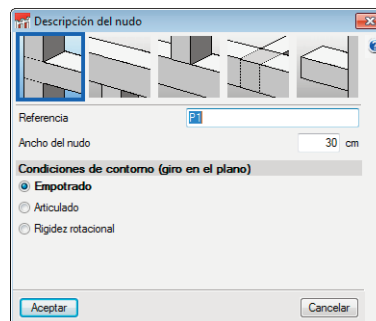 Descripción del nudo
Referencia P1
Ancho del nudo 30 cm
Condiciones de contorno (giro en el plano)
Empotrado
Articulado
Rigidez rotacional
Aceptar Cancelar